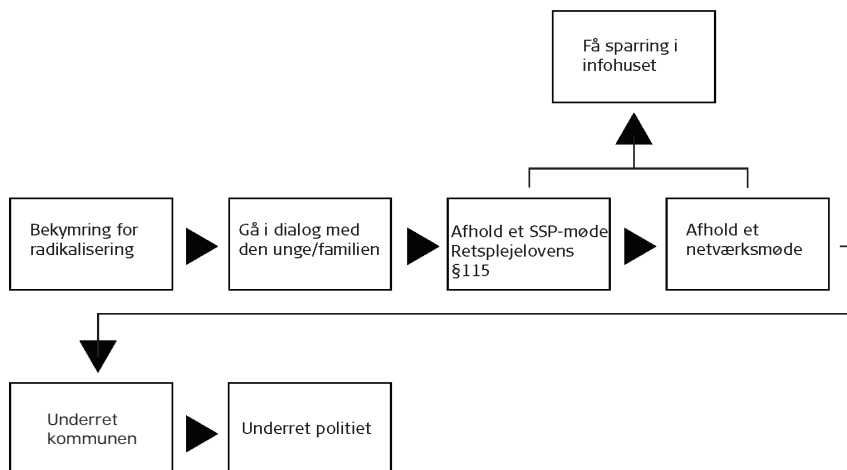 Få sparring i
infohuset
Bekymring for
radikalisering
Gå i dialog med
den unge/familien
Afhold et SSP-møde
Retsplejelovens
§115
Afhold et
netværksmøde
Underret
kommunen
Underret politiet